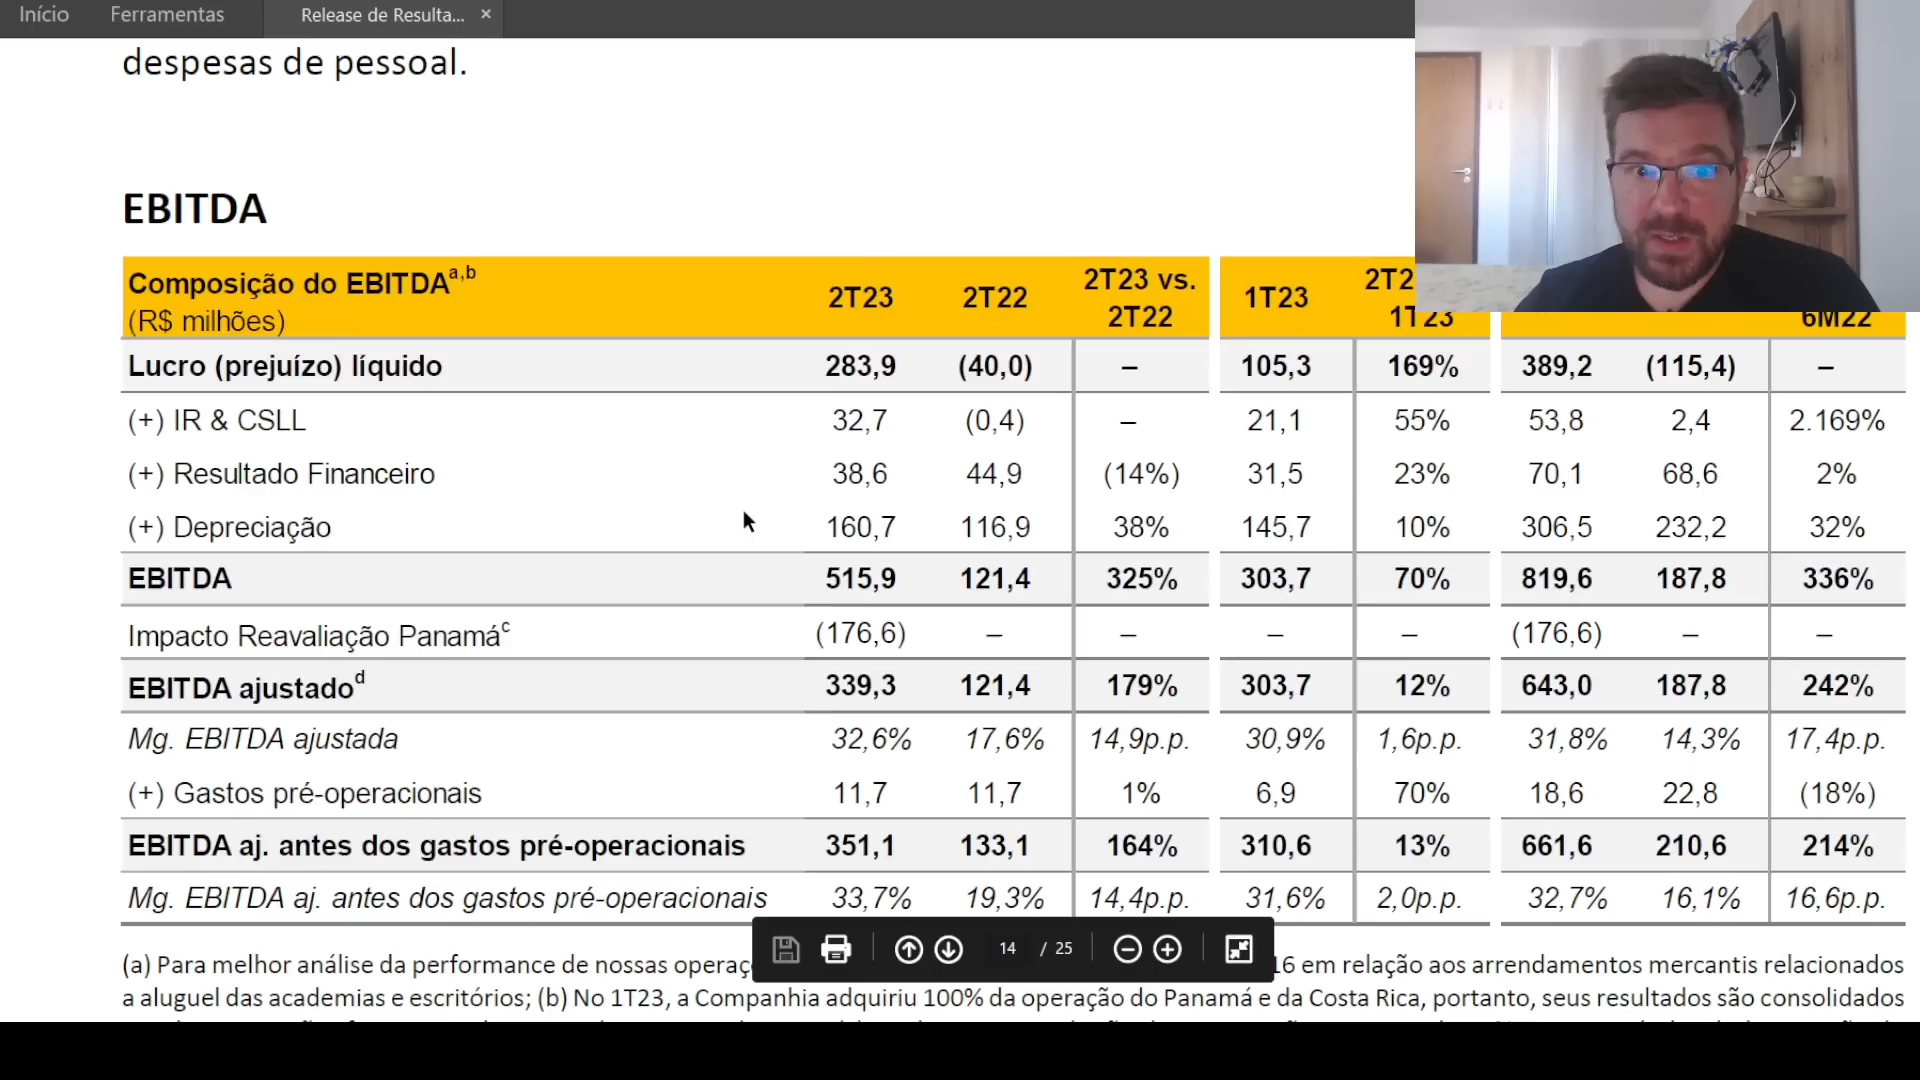 Início Ferramentas Release de Resulta... ×
despesas de pessoal.
EBITDA
Composição do EBITDAa,b (R$ milhões) 2T23 2T22 2T23 vs. 2T22 1T23 2T2 1T23 6M22
Lucro (prejuízo) líquido 283,9 (40,0) – 105,3 169% 389,2 (115,4) –
(+) IR & CSLL 32,7 (0,4) – 21,1 55% 53,8 2,4 2.169%
(+) Resultado Financeiro 38,6 44,9 (14%) 31,5 23% 70,1 68,6 2%
(+) Depreciação 160,7 116,9 38% 145,7 10% 306,5 232,2 32%
EBITDA 515,9 121,4 325% 303,7 70% 819,6 187,8 336%
Impacto Reavaliação Panamác (176,6) – – – – (176,6) – –
EBITDA ajustadod 339,3 121,4 179% 303,7 12% 643,0 187,8 242%
Mg. EBITDA ajustada 32,6% 17,6% 14,9p.p. 30,9% 1,6p.p. 31,8% 14,3% 17,4p.p.
(+) Gastos pré-operacionais 11,7 11,7 1% 6,9 70% 18,6 22,8 (18%)
EBITDA aj. antes dos gastos pré-operacionais 351,1 133,1 164% 310,6 13% 661,6 210,6 214%
Mg. EBITDA aj. antes dos gastos pré-operacionais 33,7% 19,3% 14,4p.p. 31,6% 2,0p.p. 32,7% 16,1% 16,6p.p.
14 / 25
(a) Para melhor análise da performance de nossas operaç 16 em relação aos arrendamentos mercantis relacionados
a aluguel das academias e escritórios; (b) No 1T23, a Companhia adquiriu 100% da operação do Panamá e da Costa Rica, portanto, seus resultados são consolidados